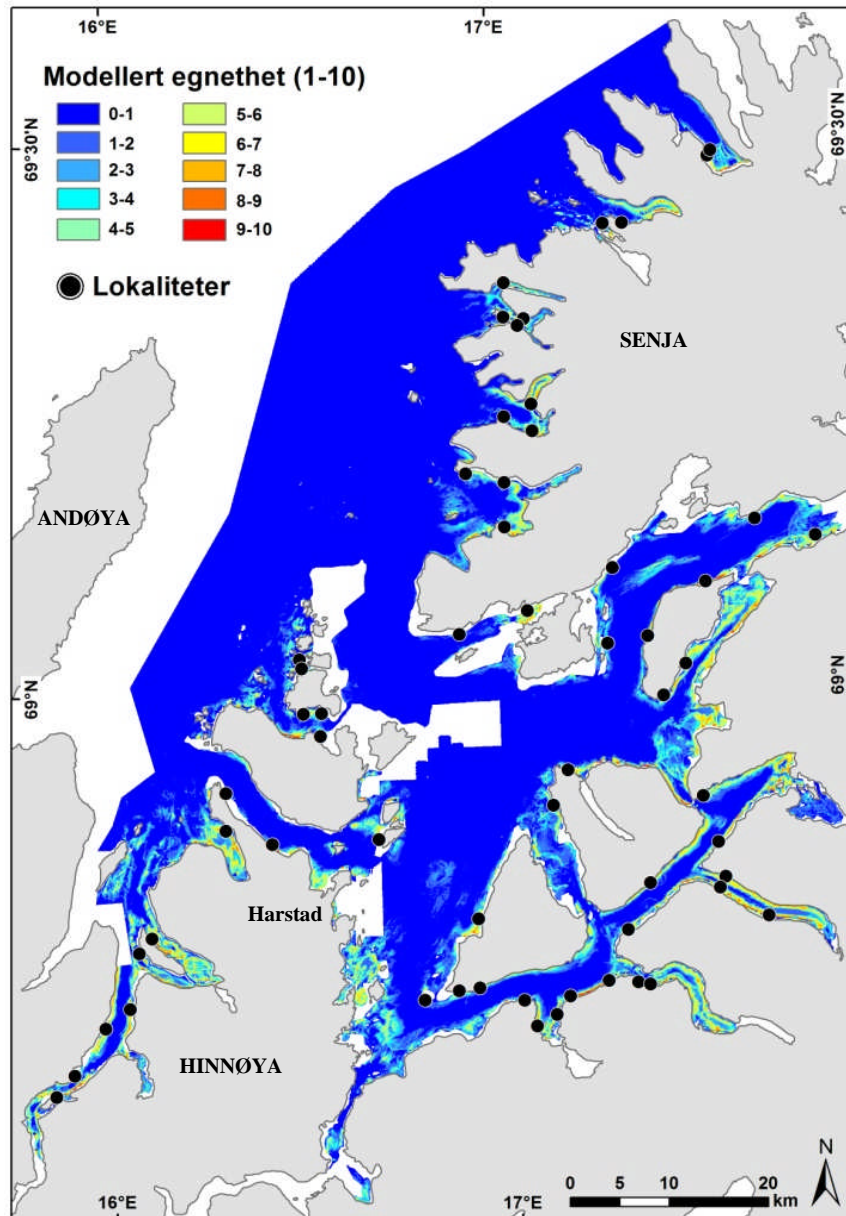 16°E
17°E
Modellert egnethet (1-10)
0-1
5-6
1-2
6-7
2-3
7-8
3-4
8-9
4-5
9-10
Lokaliteter
69°30'N
69°30'N
SENJA
ANDØYA
69°N
69°N
Harstad
HINNØYA
N
0 5 10 20
km
16°E
17°E